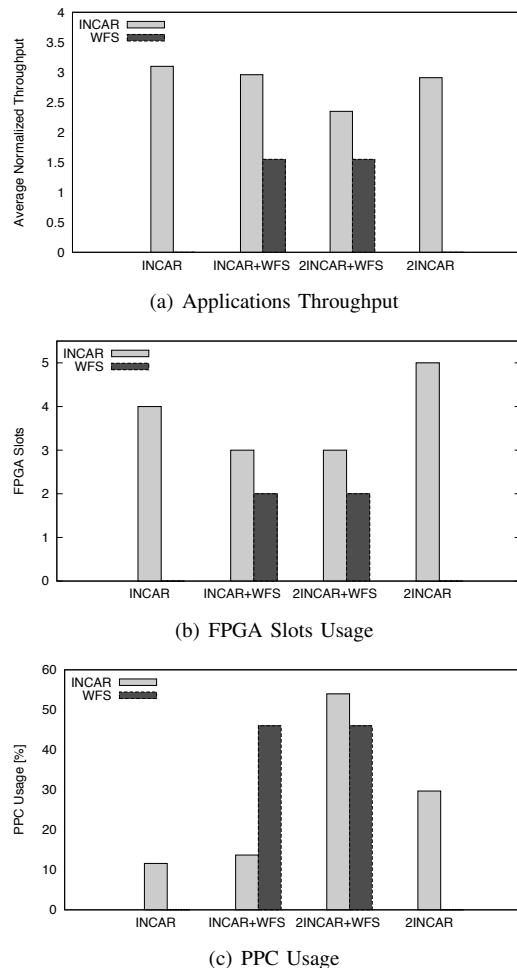 4
3.5
3
2.5
2
1.5
1
0.5
0
Average Normalized Throughput
INCAR
WFS
INCAR INCAR+WFS 2INCAR+WFS 2INCAR
(a) Applications Throughput
5
4
3
2
1
0
FPGA Slots
INCAR
WFS
INCAR INCAR+WFS 2INCAR+WFS 2INCAR
(b) FPGA Slots Usage
60
50
40
30
20
10
0
PPC Usage [%]
INCAR
WFS
INCAR INCAR+WFS 2INCAR+WFS 2INCAR
(c) PPC Usage